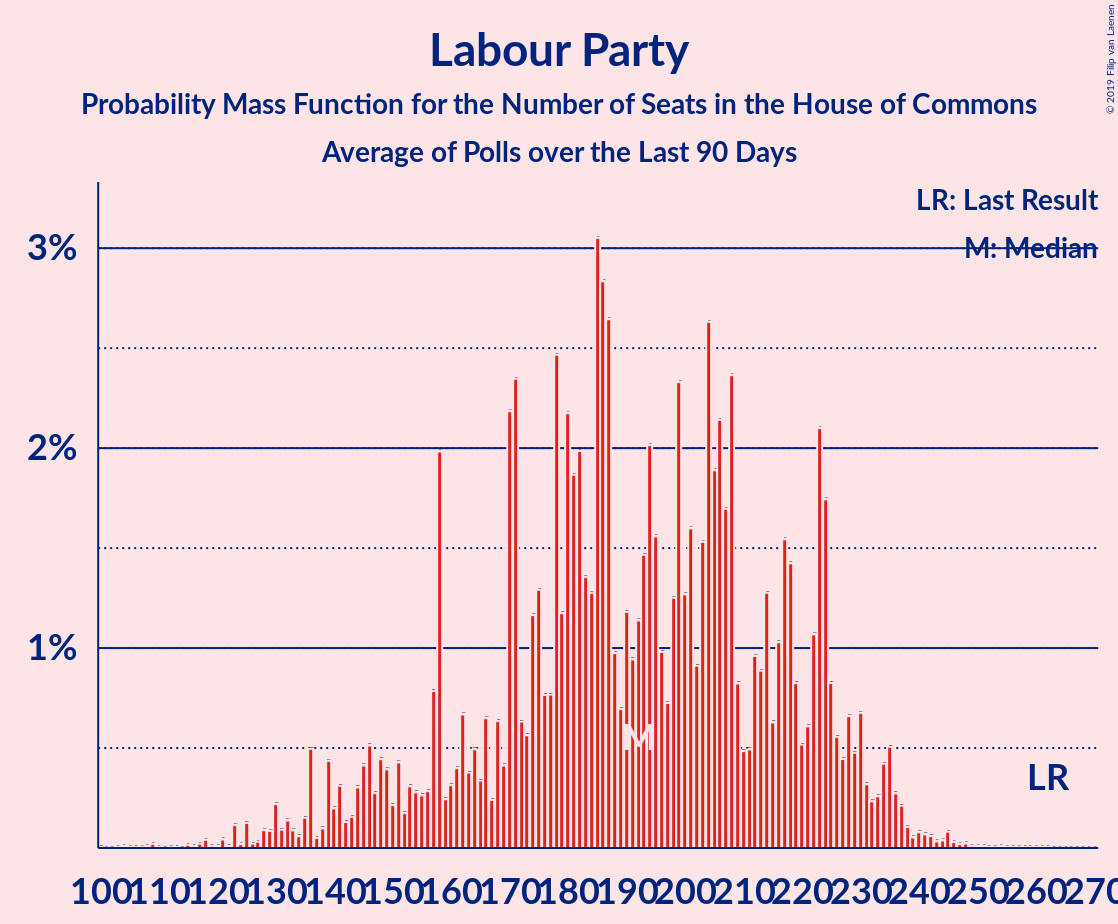 Labour Party
Probability Mass Function for the Number of Seats in the House of Commons
Average of Polls over the Last 90 Days
© 2019 Filip van Laenen
LR: Last Result
M: Median
3%
2%
1%
M
LR
100 110 120 130 140 150 160 170 180 190 200 210 220 230 240 250 260 270